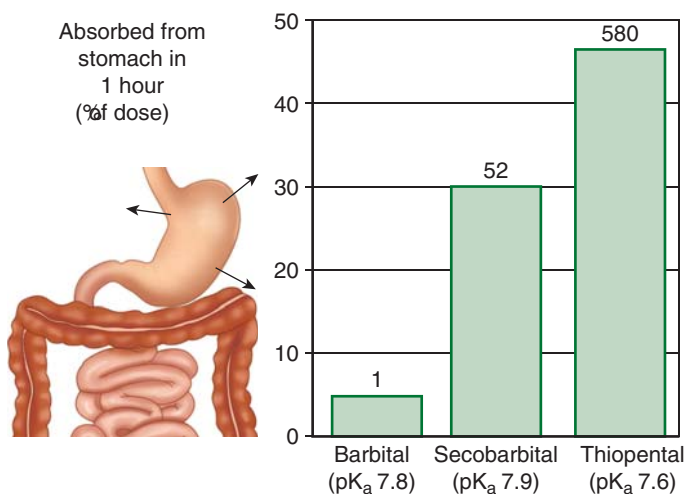 Absorbed from
stomach in
1 hour
(% of dose)
50
40
30
20
10
0
1
52
580
Barbital
(pKa 7.8)
Secobarbital
(pKa 7.9)
Thiopental
(pKa 7.6)